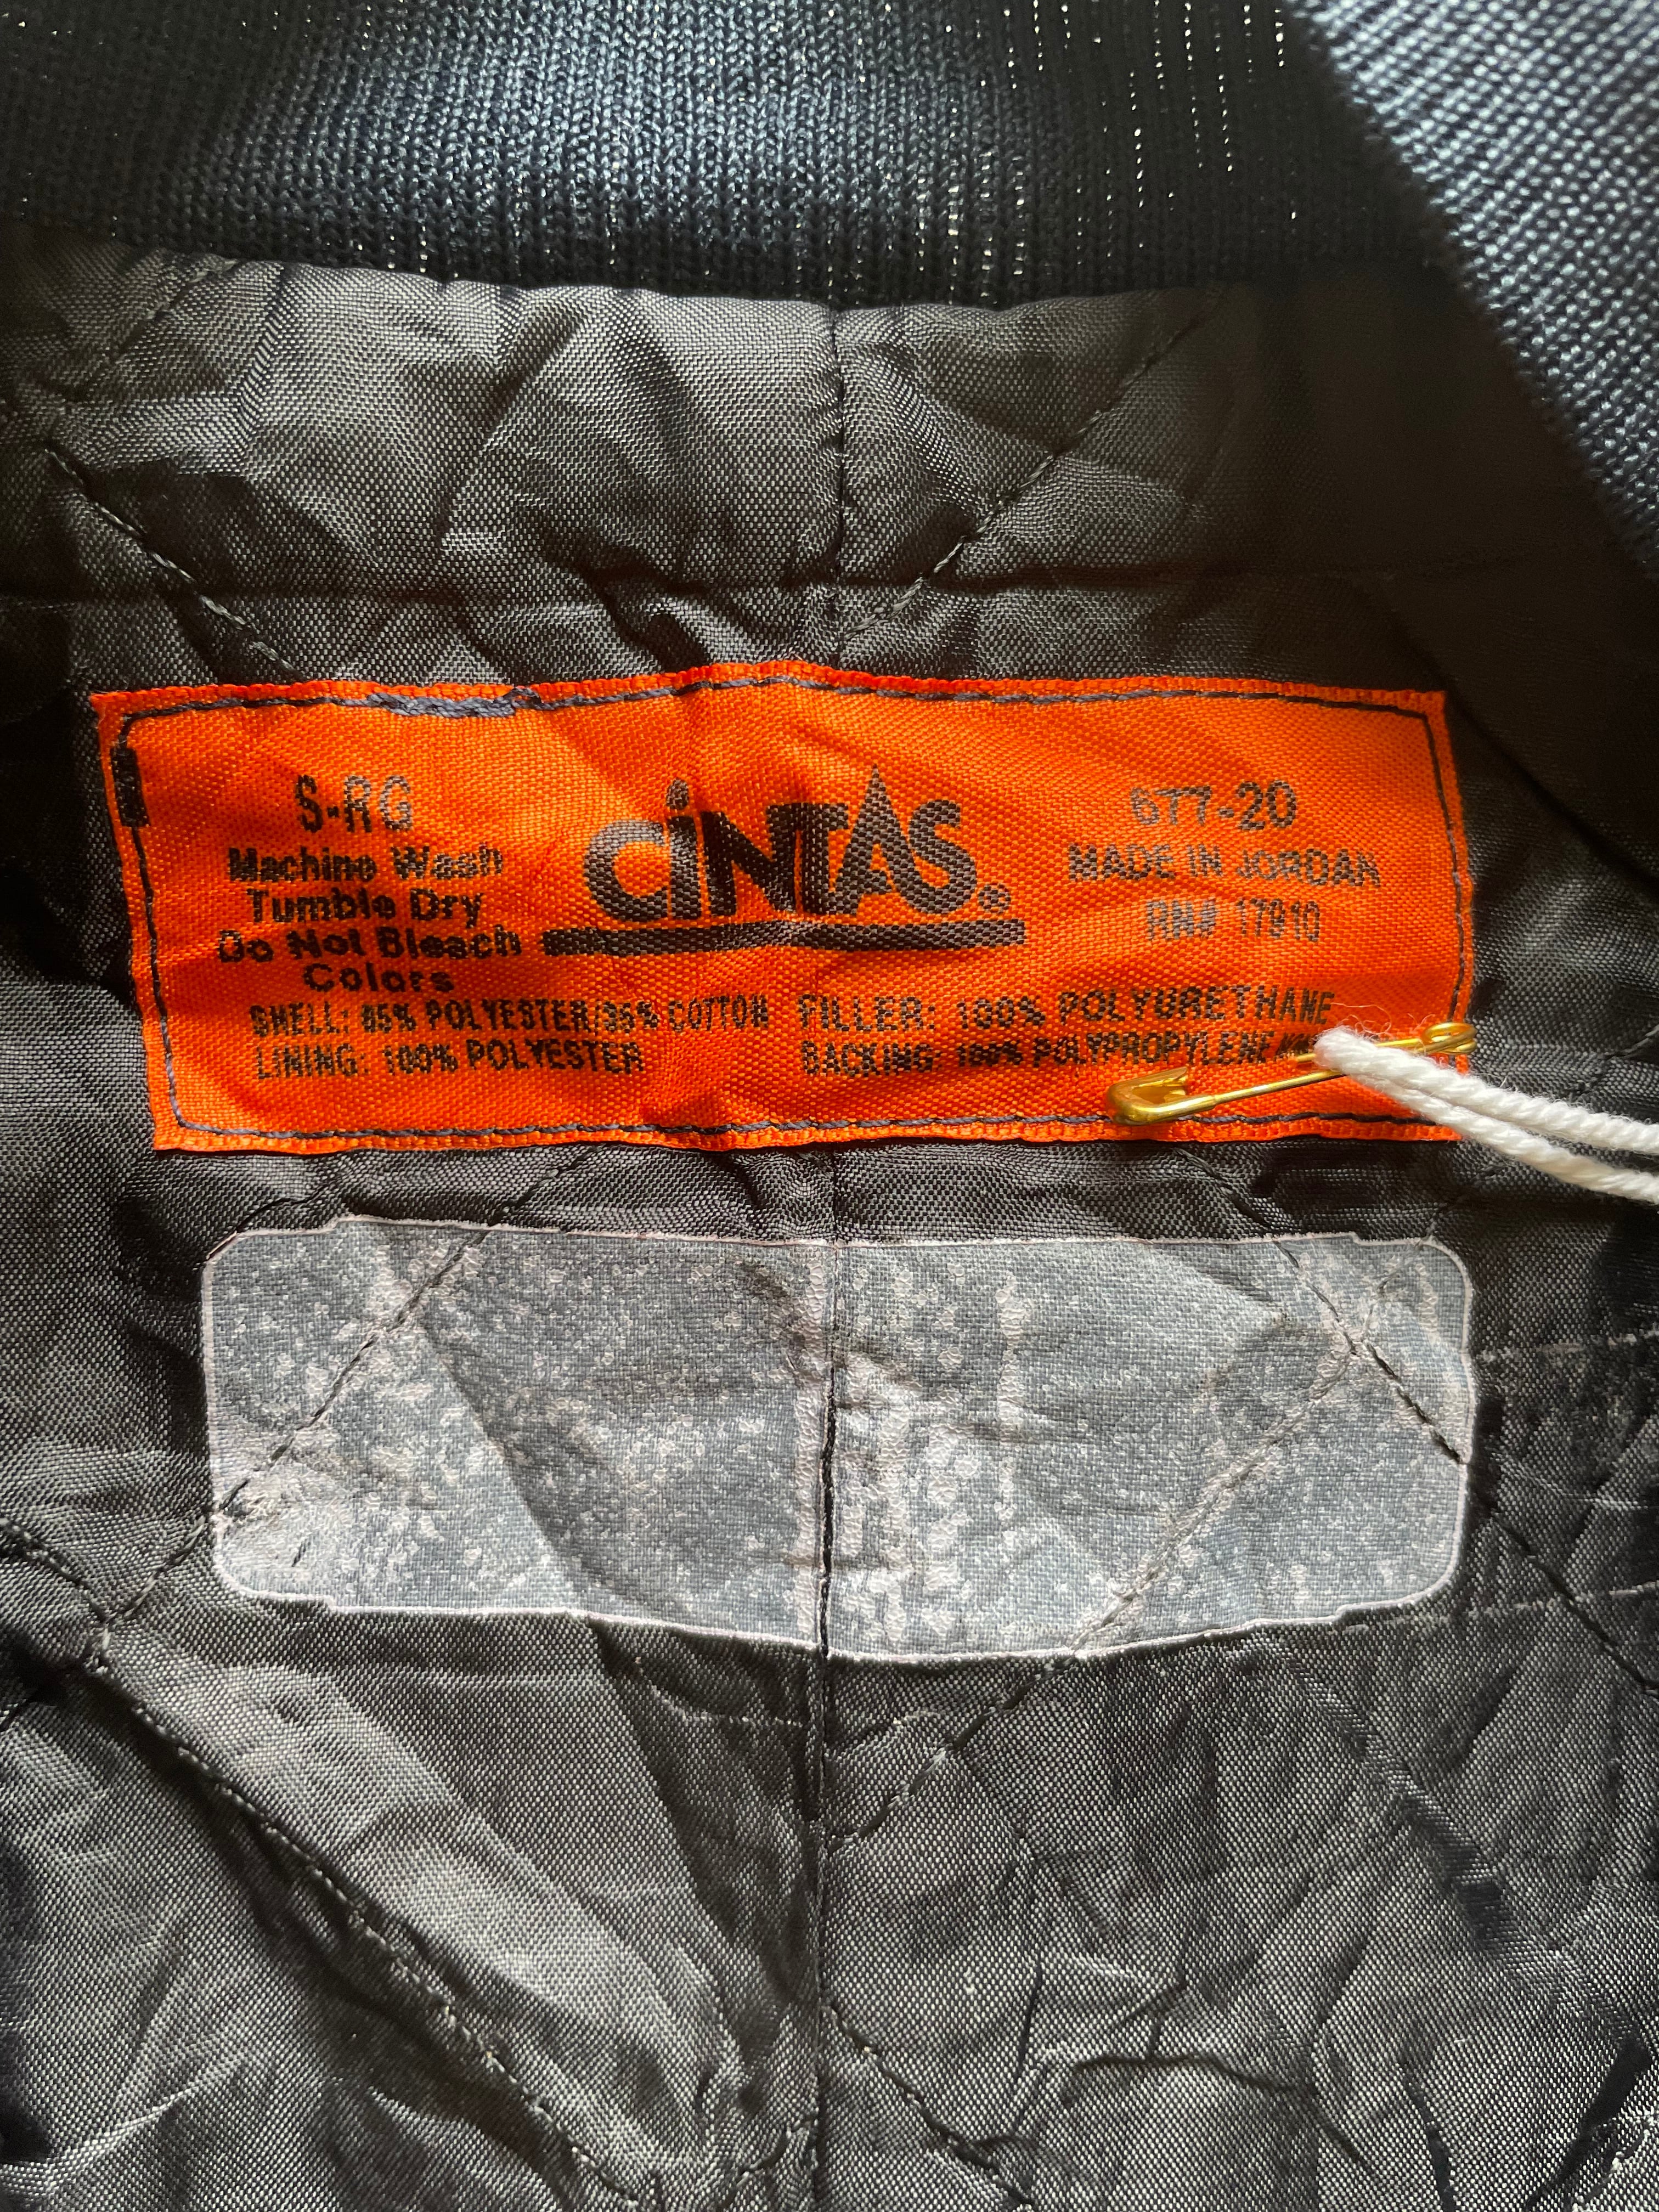 S-RG
Machine Wash
Tumble Dry
Do Not Bleach
Colors
CiNTAS®
677-20
MADE IN JORDAN
RN# 17910
SHELL: 65% POLYESTER/35% COTTON
LINING: 100% POLYESTER
FILLER: 100% POLYURETHANE
BACKING: 100% POLYPROPYLENE